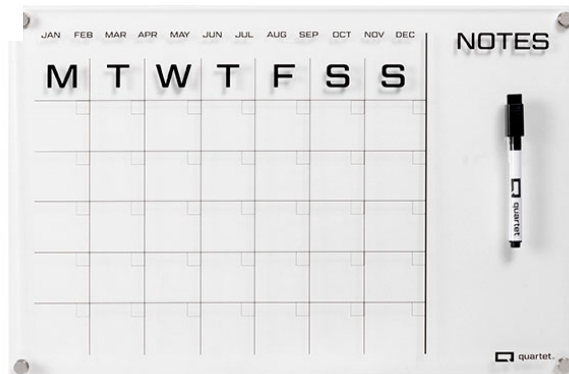 JAN FEB MAR APR MAY JUN JUL AUG SEP OCT NOV DEC
NOTES
M T W T F S S
quartet
quartet.